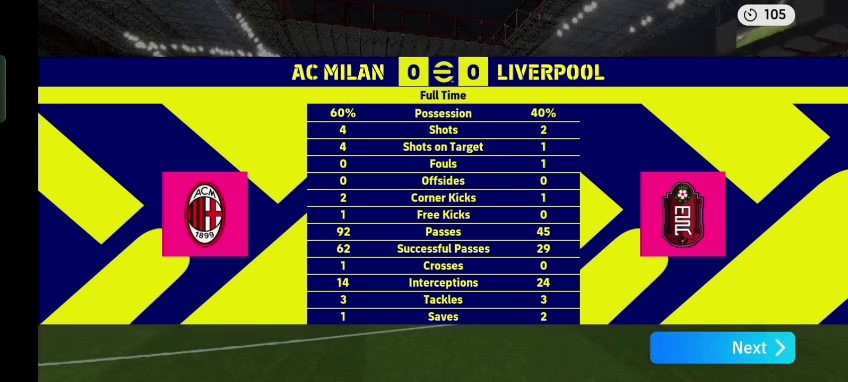 105
AC MILAN 0 0 LIVERPOOL
Full Time
60% Possession 40%
4 Shots 2
4 Shots on Target 1
0 Fouls 1
0 Offsides 0
2 Corner Kicks 1
1 Free Kicks 0
92 Passes 45
62 Successful Passes 29
1 Crosses 0
14 Interceptions 24
3 Tackles 3
1 Saves 2
ACM
1899
Next